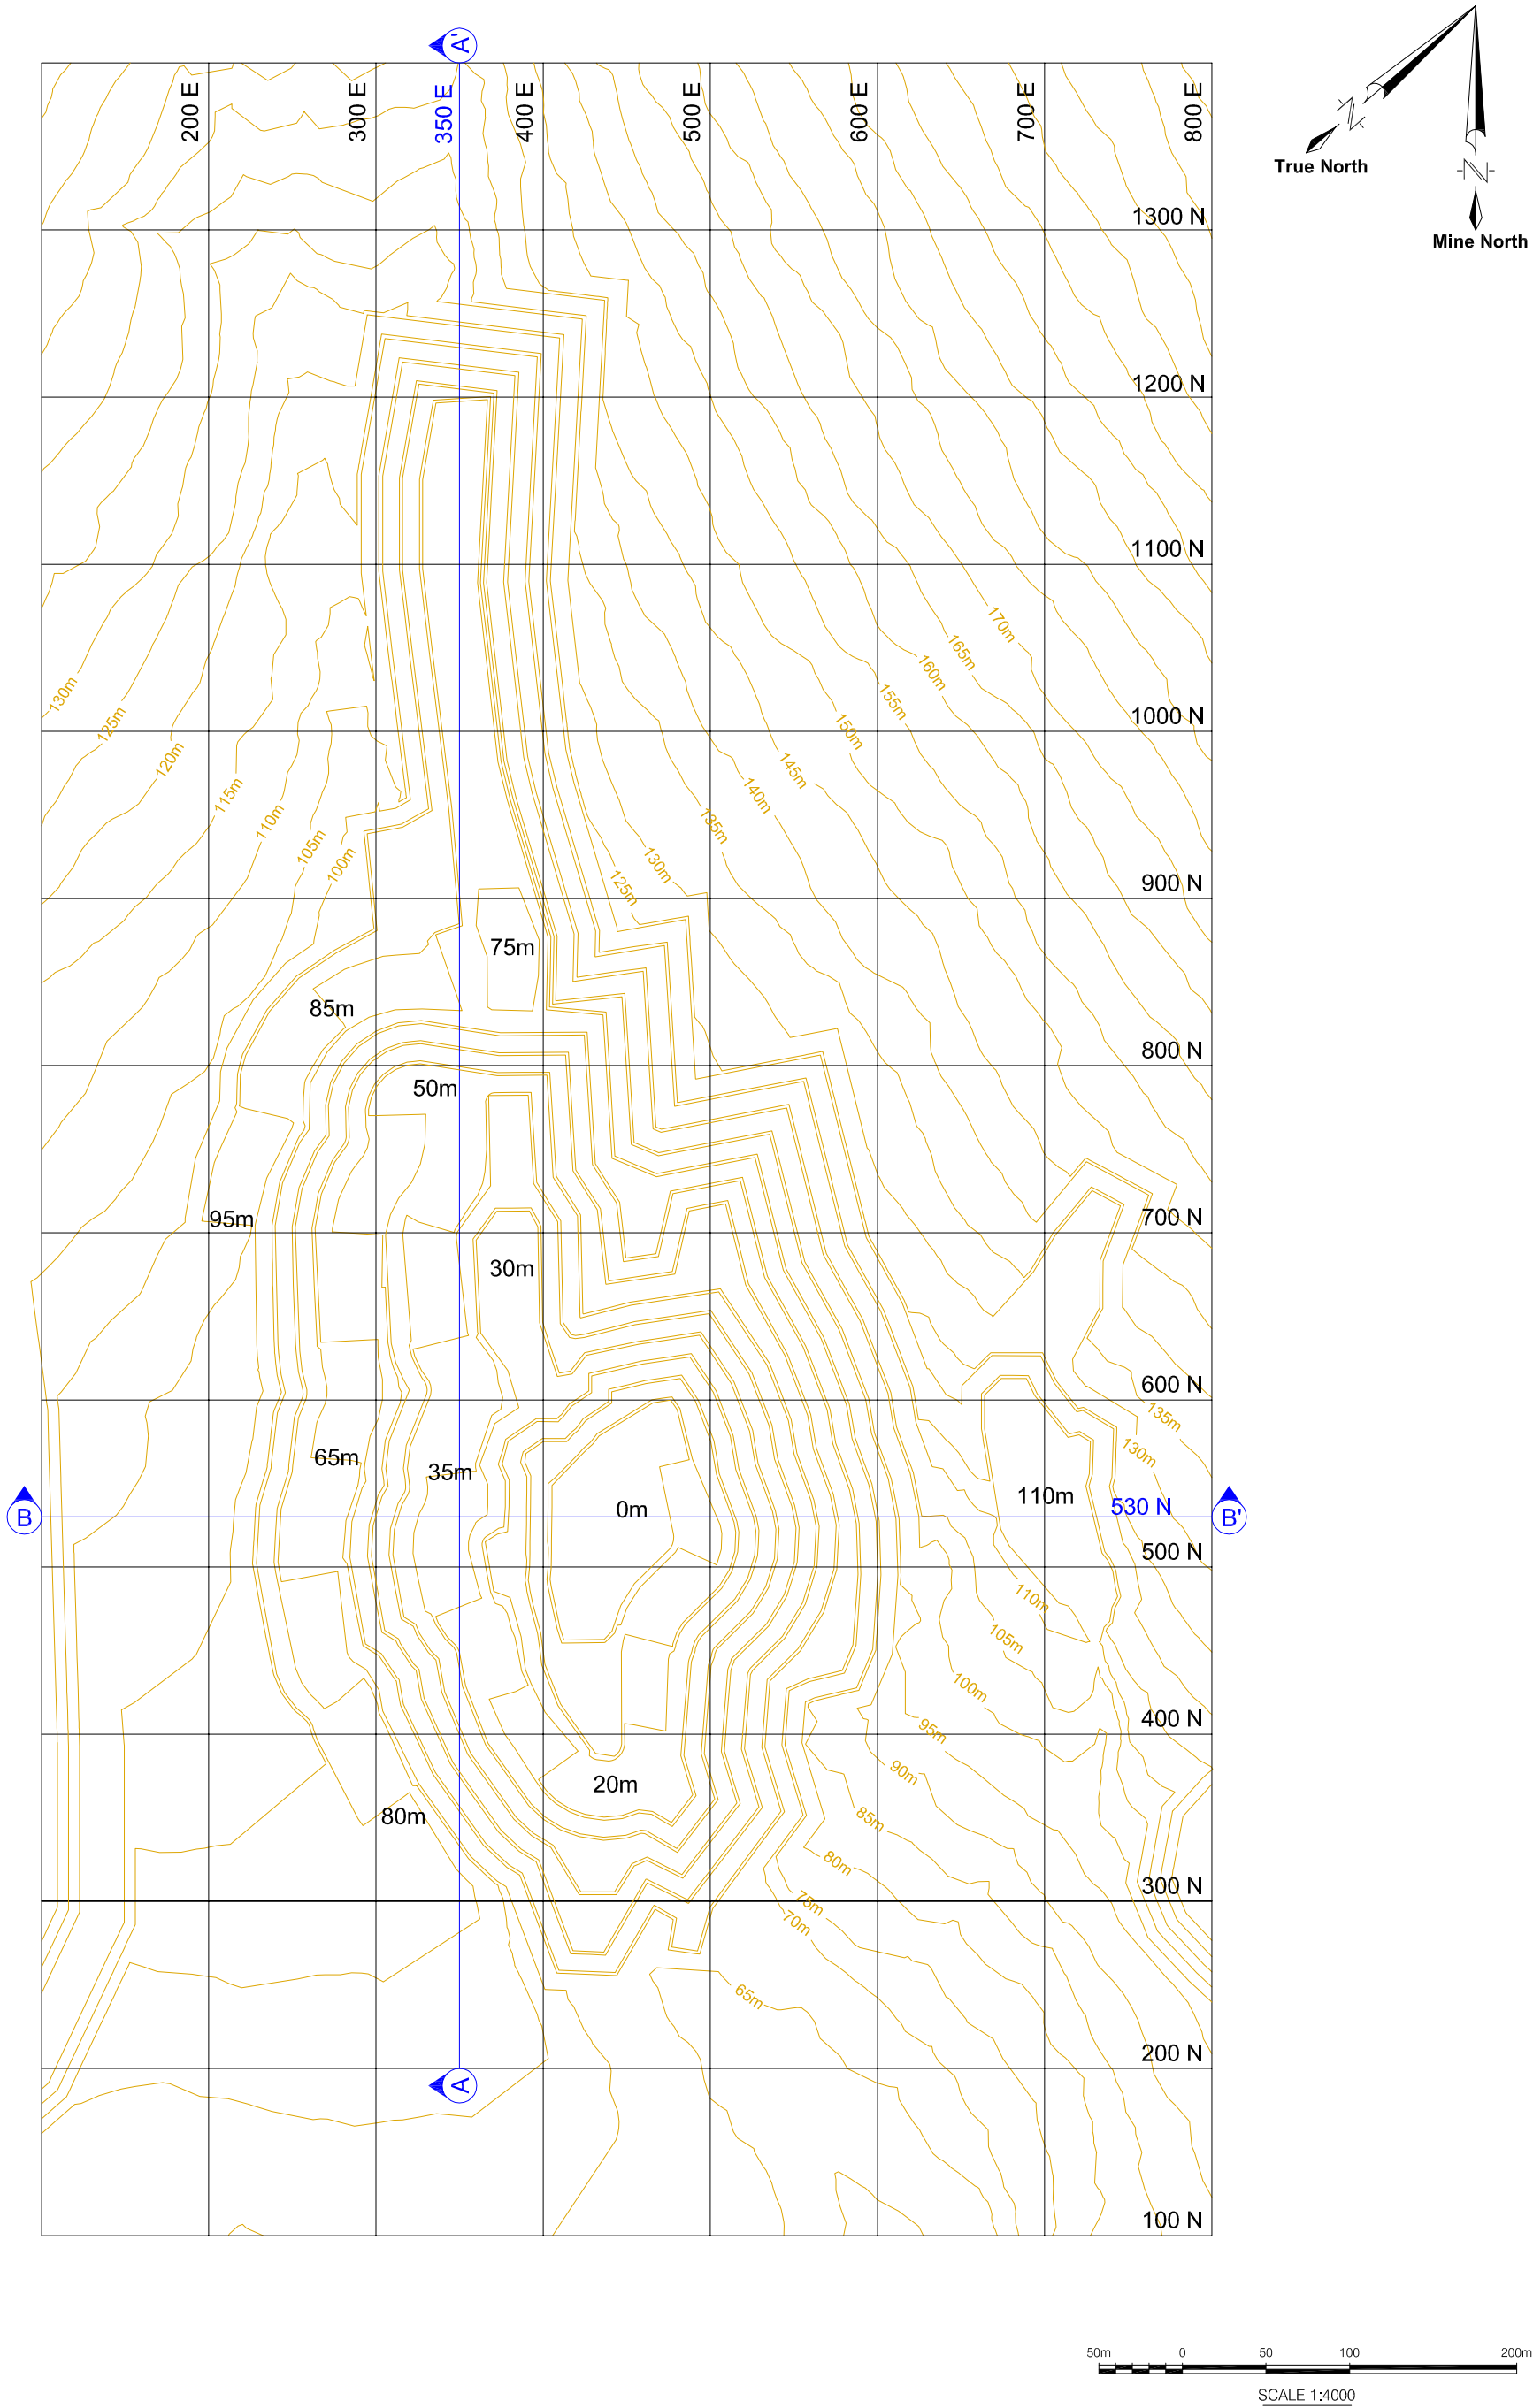 A'
200 E
300 E
350 E
400 E
500 E
600 E
700 E
800 E
N
True North
N
Mine North
1300 N
1200 N
1100 N
170m
165m
160m
155m
150m
145m
140m
135m
130m
125m
130m
125m
120m
115m
110m
105m
100m
1000 N
900 N
75m
85m
800 N
50m
700 N
95m
30m
600 N
135m
130m
65m
35m
110m
0m
B
530 N
B'
500 N
110m
105m
100m
95m
90m
85m
80m
75m
70m
65m
400 N
20m
80m
300 N
200 N
A
100 N
50m 0 50 100 200m
SCALE 1:4000